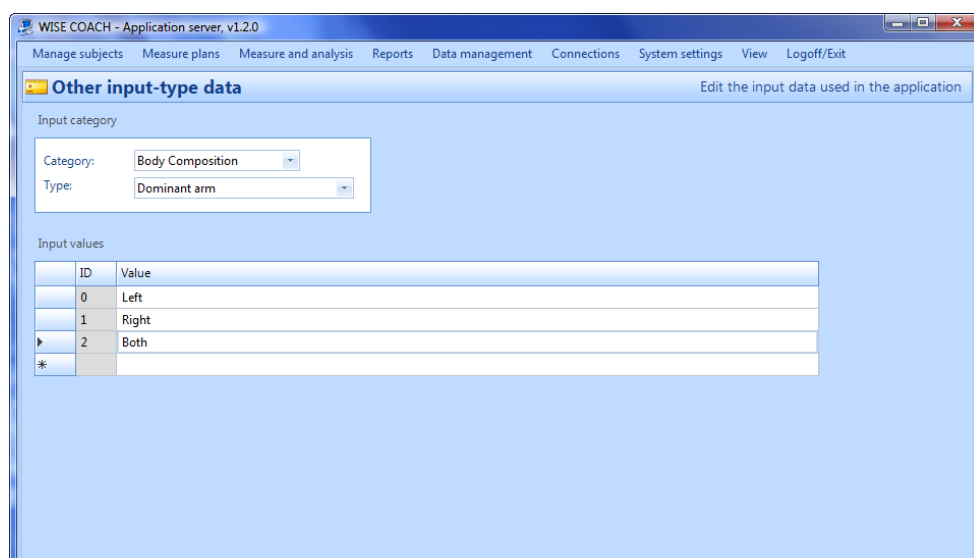 WISE COACH - Application server, v1.2.0
Manage subjects Measure plans Measure and analysis Reports Data management Connections System settings View Logoff/Exit
Other input-type data Edit the input data used in the application
Input category
Category: Body Composition
Type: Dominant arm
Input values
ID Value
0 Left
1 Right
2 Both